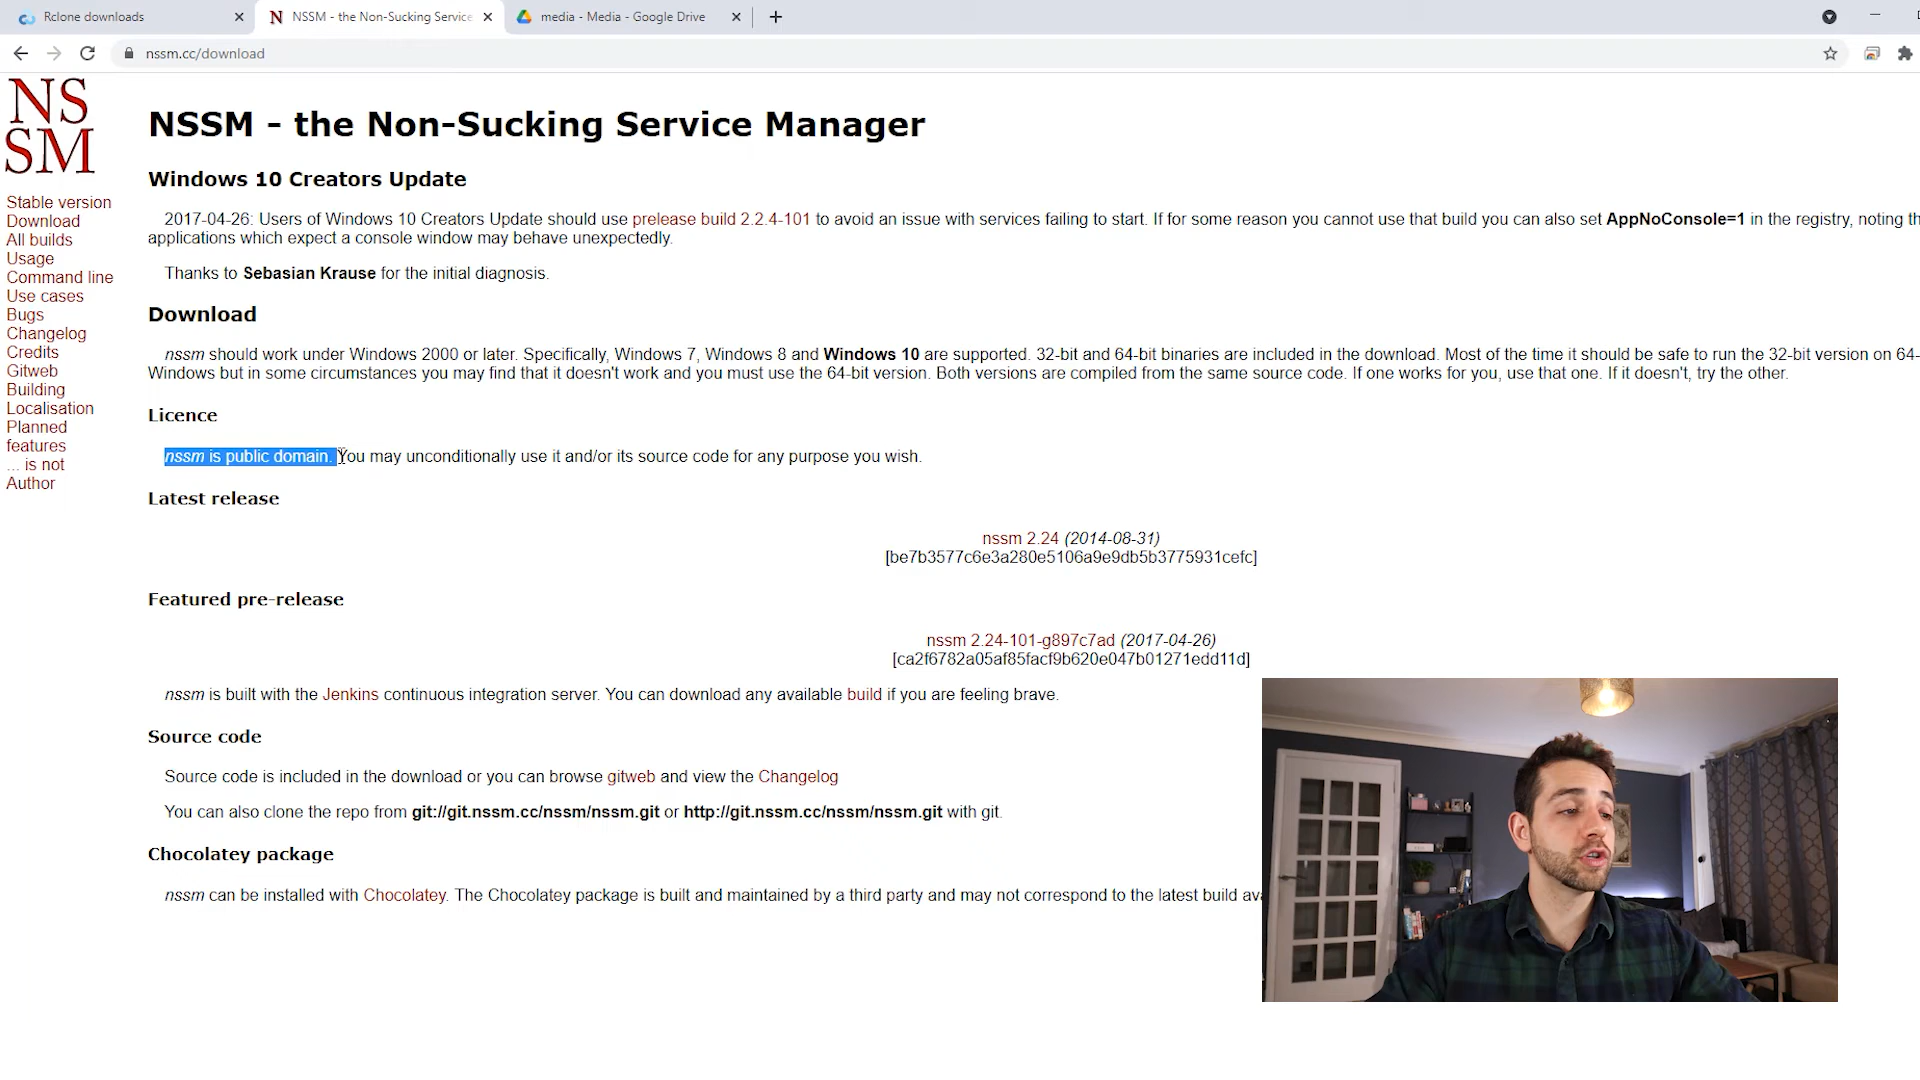 Rclone downloads
NSSM - the Non-Sucking Service
media - Media - Google Drive
nssm.cc/download
NS
SM
Stable version
Download
All builds
Usage
Command line
Use cases
Bugs
Changelog
Credits
Gitweb
Building
Localisation
Planned
features
... is not
Author
NSSM - the Non-Sucking Service Manager
Windows 10 Creators Update
2017-04-26: Users of Windows 10 Creators Update should use prelease build 2.2.4-101 to avoid an issue with services failing to start. If for some reason you cannot use that build you can also set AppNoConsole=1 in the registry, noting th
applications which expect a console window may behave unexpectedly.
Thanks to Sebasian Krause for the initial diagnosis.
Download
nssm should work under Windows 2000 or later. Specifically, Windows 7, Windows 8 and Windows 10 are supported. 32-bit and 64-bit binaries are included in the download. Most of the time it should be safe to run the 32-bit version on 64-
Windows but in some circumstances you may find that it doesn't work and you must use the 64-bit version. Both versions are compiled from the same source code. If one works for you, use that one. If it doesn't, try the other.
Licence
nssm is public domain. You may unconditionally use it and/or its source code for any purpose you wish.
Latest release
nssm 2.24 (2014-08-31)
[be7b3577c6e3a280e5106a9e9db5b3775931cefc]
Featured pre-release
nssm 2.24-101-g897c7ad (2017-04-26)
[ca2f6782a05af85facf9b620e047b01271edd11d]
nssm is built with the Jenkins continuous integration server. You can download any available build if you are feeling brave.
Source code
Source code is included in the download or you can browse gitweb and view the Changelog
You can also clone the repo from git://git.nssm.cc/nssm/nssm.git or http://git.nssm.cc/nssm/nssm.git with git.
Chocolatey package
nssm can be installed with Chocolatey. The Chocolatey package is built and maintained by a third party and may not correspond to the latest build ava